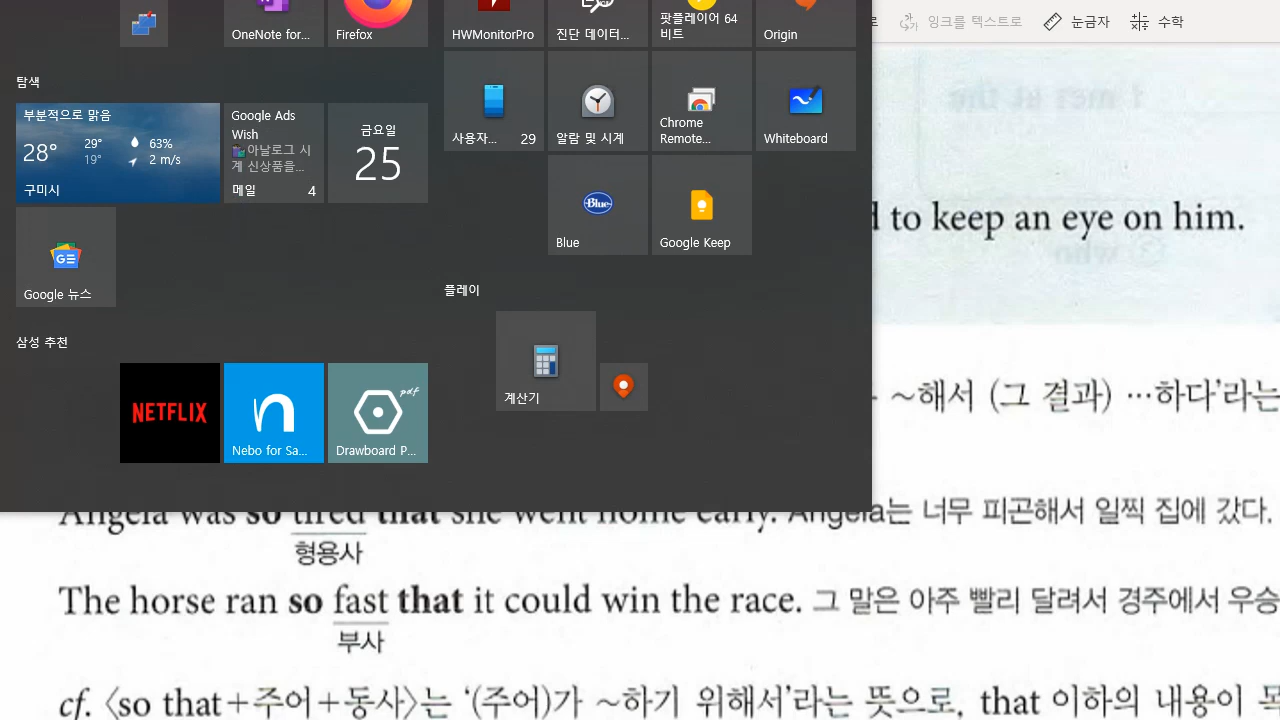 OneNote for...
Firefox
HWMonitorPro
진단 데이터...
팟플레이어 64
비트
Origin
잉크를 텍스트로
눈금자
수학
탐색
부분적으로 맑음
28°
29°
19°
63%
2 m/s
구미시
Google Ads
Wish
아날로그 시
계 신상품을...
메일 4
금요일
25
사용자... 29
알람 및 시계
Chrome
Remote...
Whiteboard
Google 뉴스
Blue
Blue
Google Keep
to keep an eye on him.
플레이
계산기
삼성 추천
NETFLIX
Nebo for Sa...
pdf
Drawboard P...
~해서 (그 결과) …하다’라는
Angela was so tired that she went home early. Angela는 너무 피곤해서 일찍 집에 갔다.
형용사
The horse ran so fast that it could win the race. 그 말은 아주 빨리 달려서 경주에서 우승
부사
cf. 〈so that+주어+동사〉는 ‘(주어)가 ~하기 위해서’라는 뜻으로, that 이하의 내용이